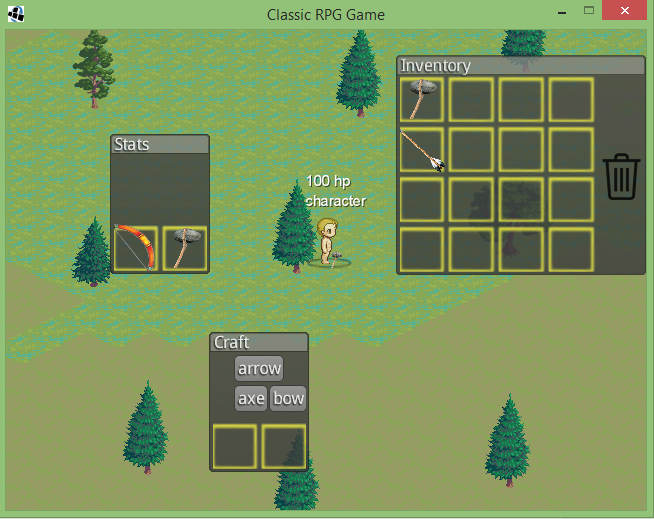 Classic RPG Game
Inventory
Stats
100 hp
character
Craft
arrow
axe
bow